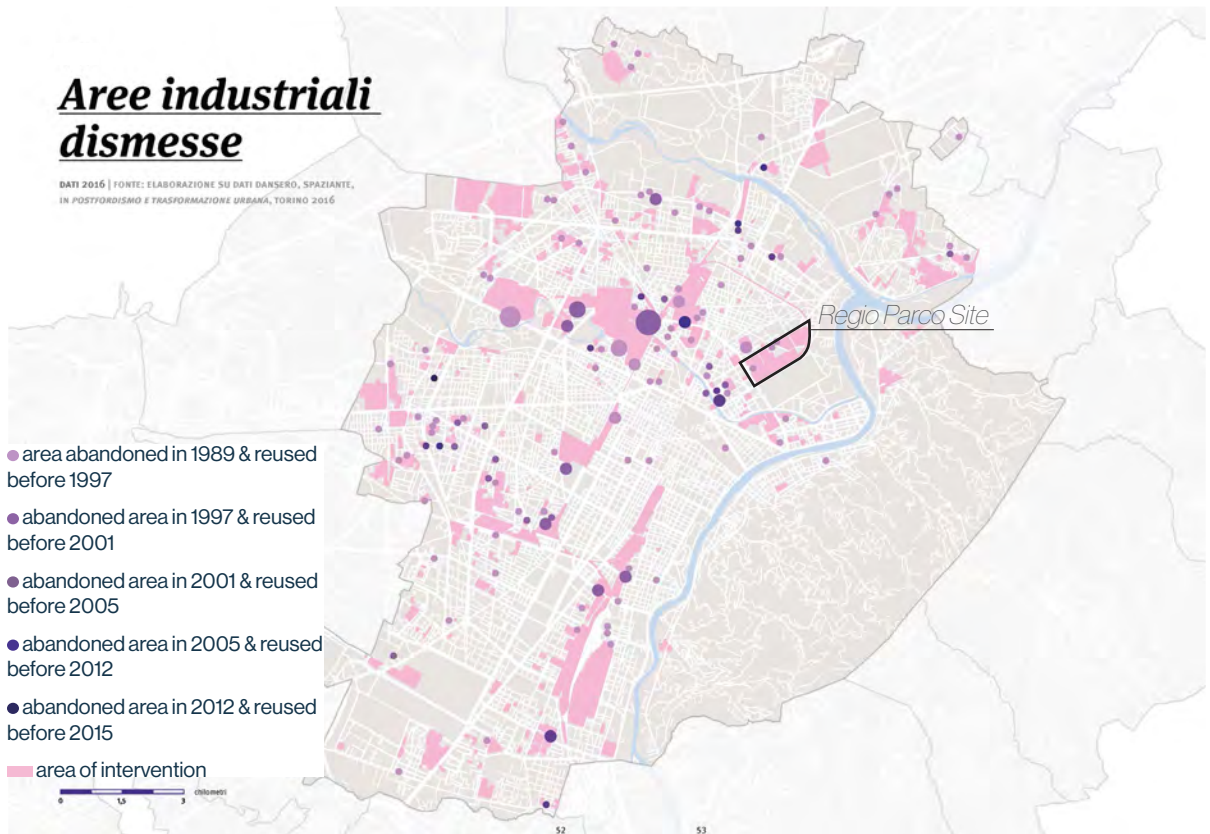 Aree industriali
dismesse
DATI 2016 | FONTE: ELABORAZIONE SU DATI DANSERO, SPAZIANTE,
IN POSTFORDISMO E TRASFORMAZIONE URBANA, TORINO 2016
Regio Parco Site
area abandoned in 1989 & reused
before 1997
abandoned area in 1997 & reused
before 2001
abandoned area in 2001 & reused
before 2005
abandoned area in 2005 & reused
before 2012
abandoned area in 2012 & reused
before 2015
area of intervention
chilometri
0 1,5 3
52 53